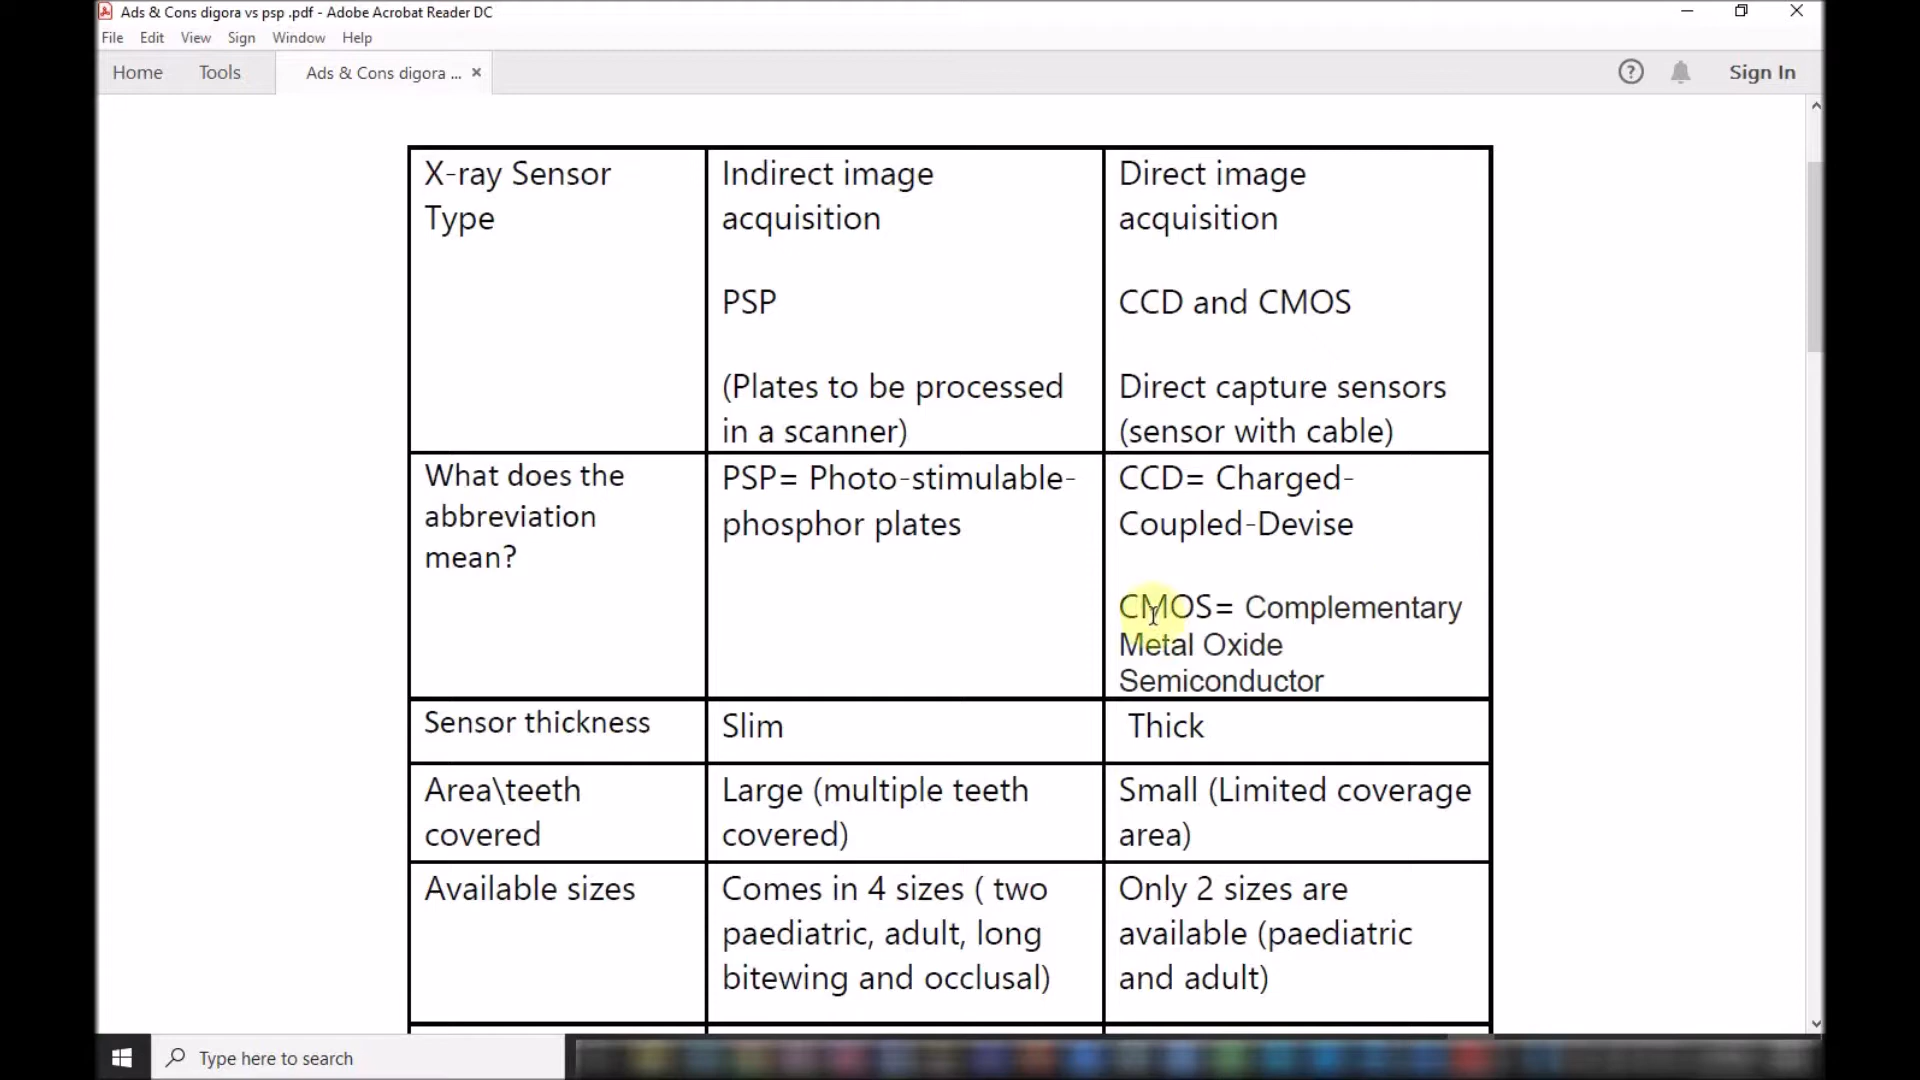 Ads & Cons digora vs psp .pdf - Adobe Acrobat Reader DC
File Edit View Sign Window Help
Home Tools Ads & Cons digora ... × Sign In
X-ray Sensor
Type
Indirect image
acquisition
PSP
(Plates to be processed
in a scanner)
Direct image
acquisition
CCD and CMOS
Direct capture sensors
(sensor with cable)
What does the
abbreviation
mean?
PSP= Photo-stimulable-
phosphor plates
CCD= Charged-
Coupled-Devise
CMOS= Complementary
Metal Oxide
Semiconductor
Sensor thickness
Slim
Thick
Area\teeth
covered
Large (multiple teeth
covered)
Small (Limited coverage
area)
Available sizes
Comes in 4 sizes ( two
paediatric, adult, long
bitewing and occlusal)
Only 2 sizes are
available (paediatric
and adult)
Type here to search